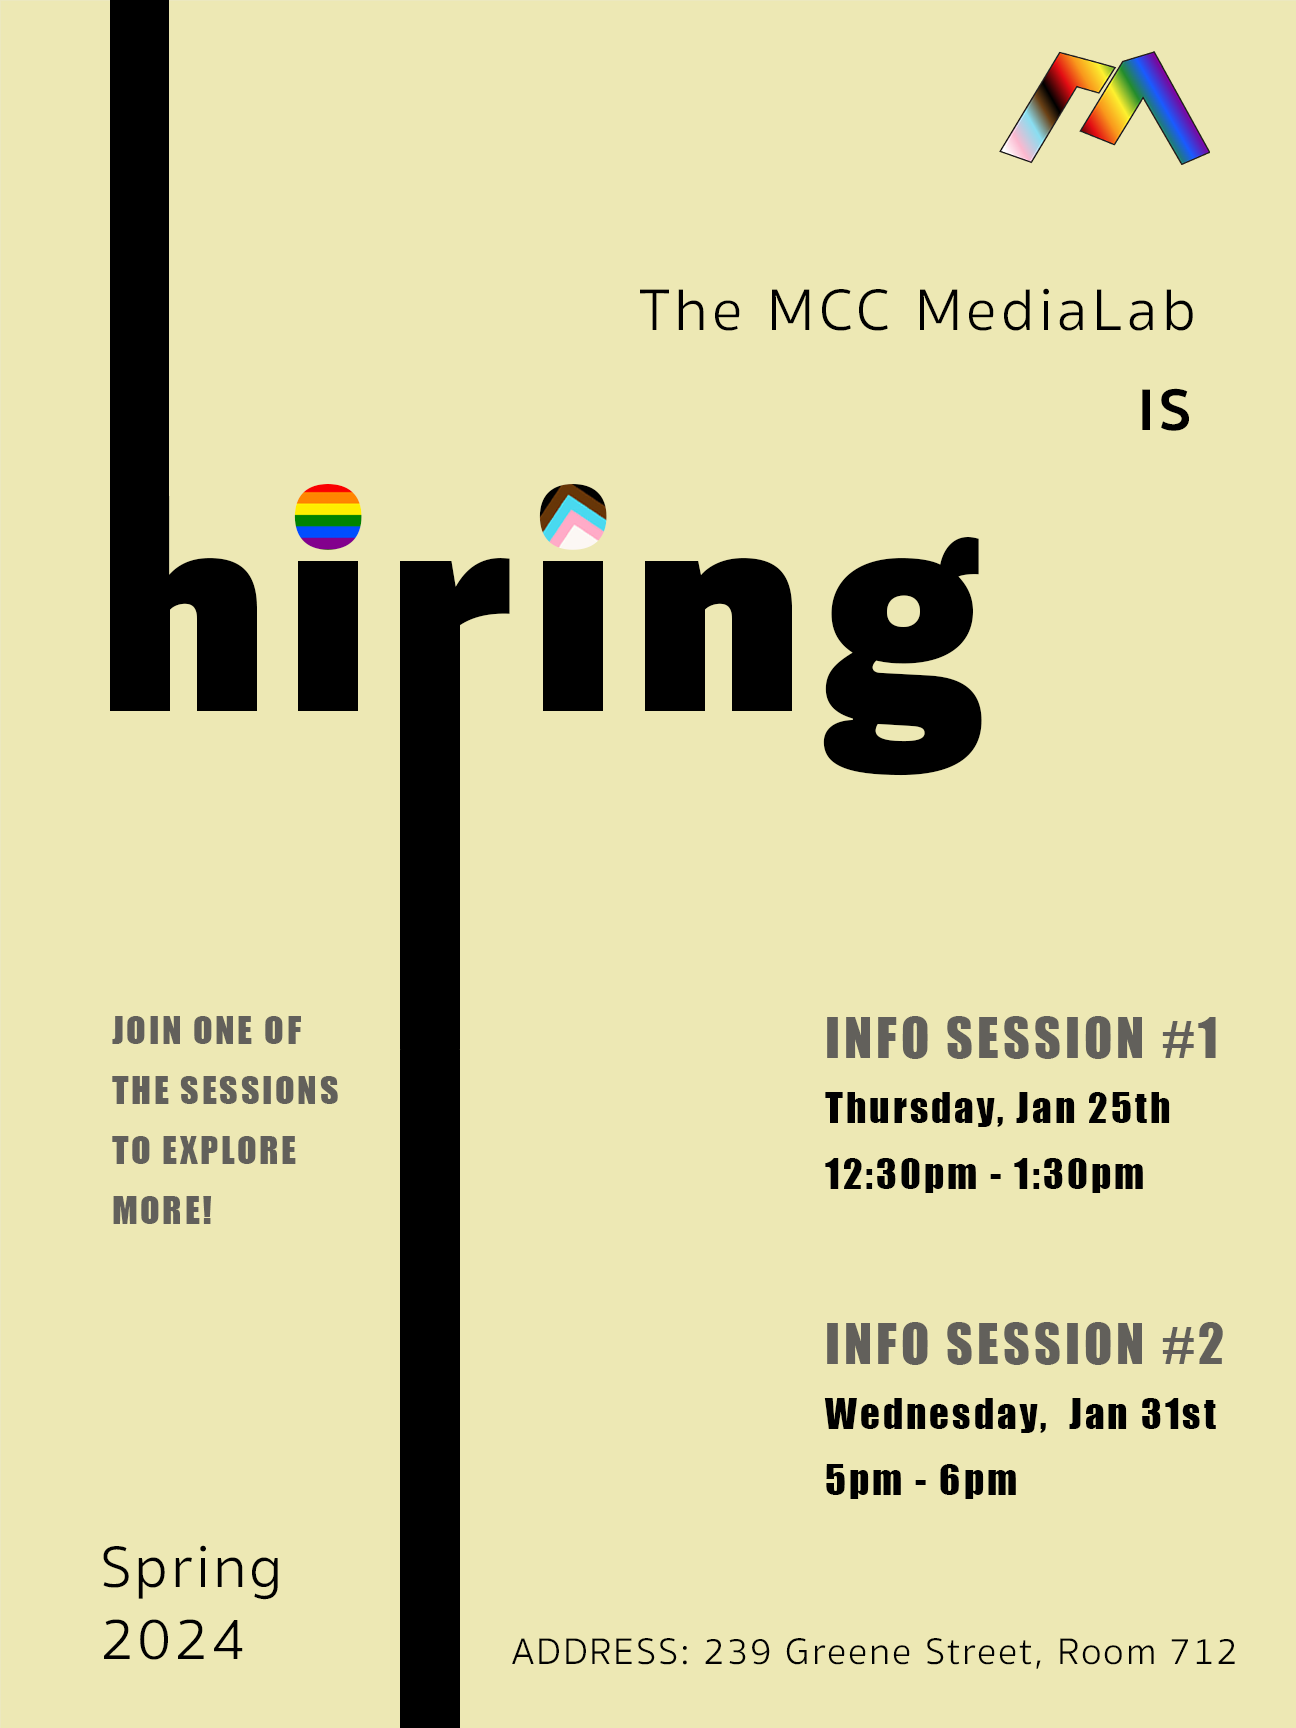 The MCC MediaLab
IS
hiring
JOIN ONE OF
THE SESSIONS
TO EXPLORE
MORE!
INFO SESSION #1
Thursday, Jan 25th
12:30pm - 1:30pm
INFO SESSION #2
Wednesday, Jan 31st
5pm - 6pm
Spring
2024
ADDRESS: 239 Greene Street, Room 712